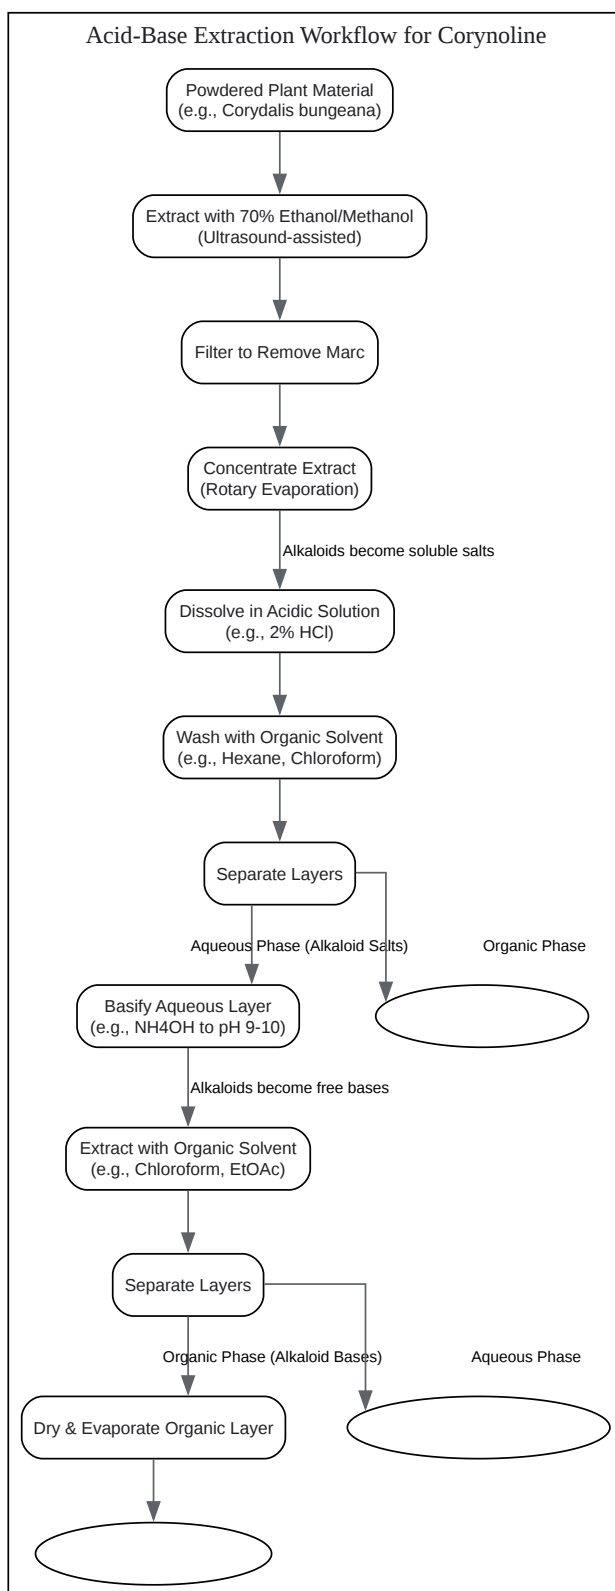 Acid-Base Extraction Workflow for Corynoline
Powdered Plant Material
(e.g., Corydalis bungeana)
Extract with 70% Ethanol/Methanol
(Ultrasound-assisted)
Filter to Remove Marc
Concentrate Extract
(Rotary Evaporation)
Alkaloids become soluble salts
Dissolve in Acidic Solution
(e.g., 2% HCl)
Wash with Organic Solvent
(e.g., Hexane, Chloroform)
Separate Layers
Aqueous Phase (Alkaloid Salts)
Organic Phase
Basify Aqueous Layer
(e.g., NH4OH to pH 9-10)
Alkaloids become free bases
Extract with Organic Solvent
(e.g., Chloroform, EtOAc)
Separate Layers
Organic Phase (Alkaloid Bases)
Aqueous Phase
Dry & Evaporate Organic Layer